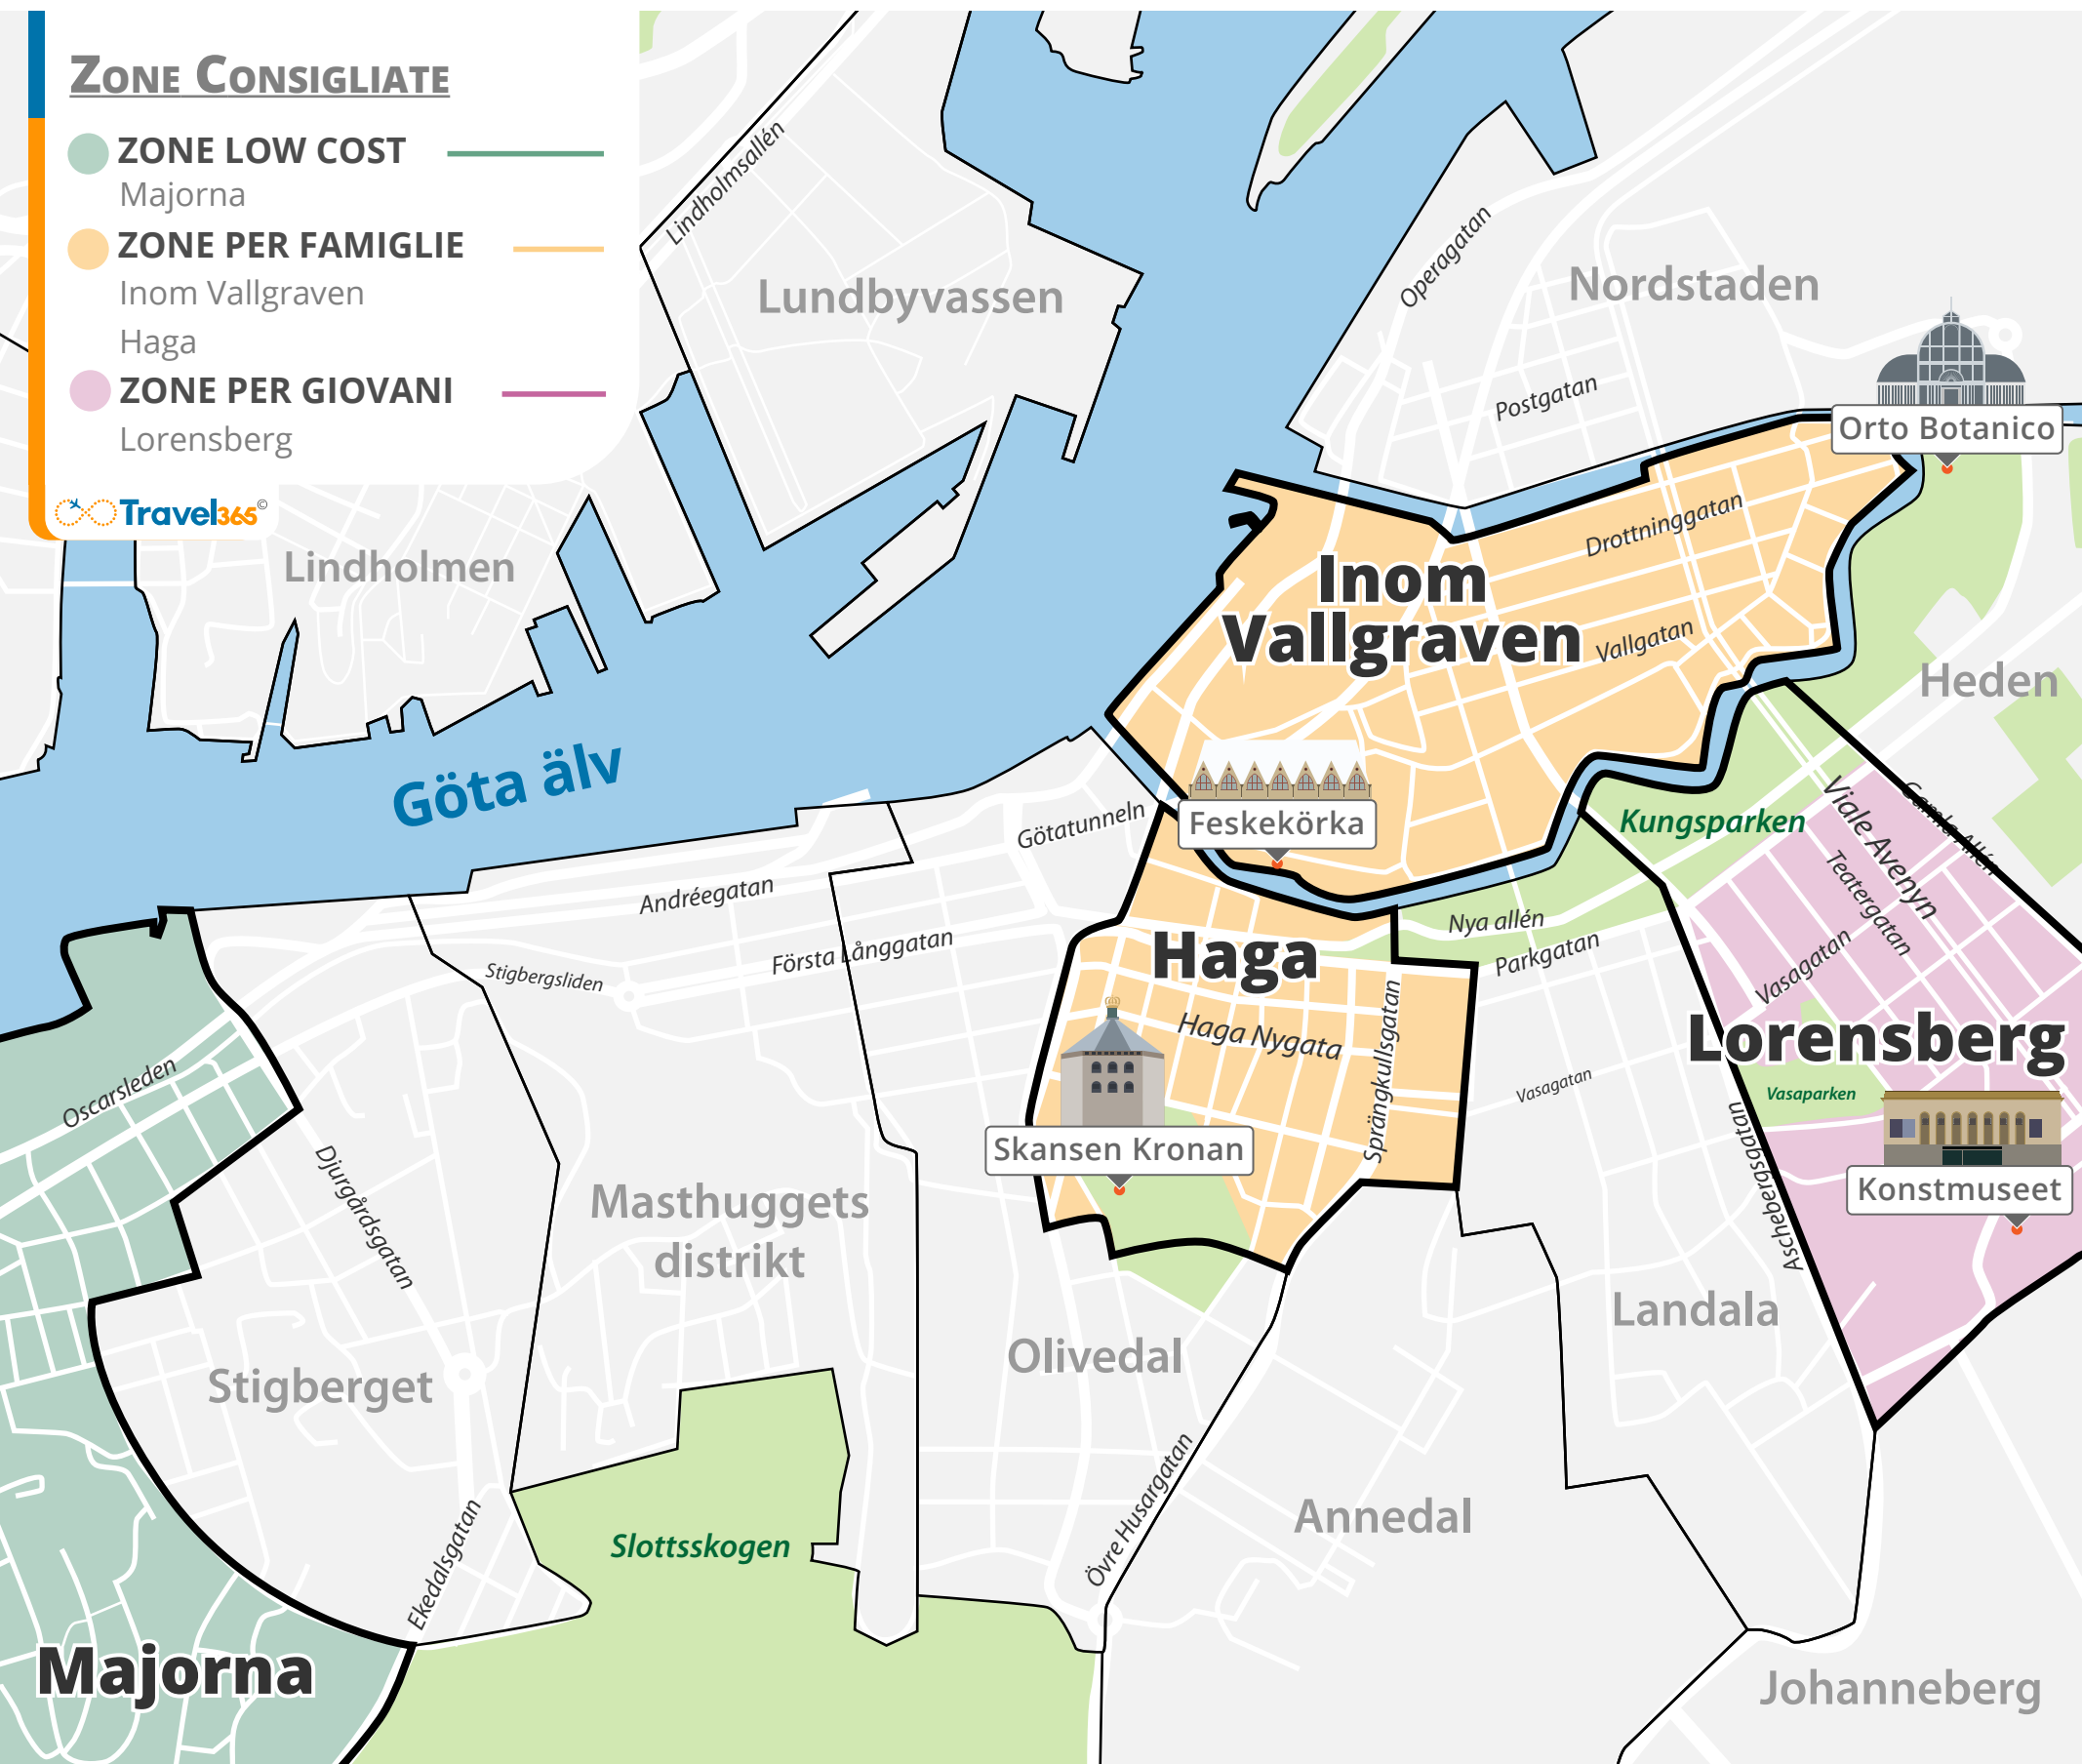 Zone Consigliate
ZONE LOW COST
Majorna
ZONE PER FAMIGLIE
Inom Vallgraven
Haga
ZONE PER GIOVANI
Lorensberg
Travel365©
Lindholmsallén
Lundbyvassen
Operagatan
Nordstaden
Postgatan
Orto Botanico
Lindholmen
Drottninggatan
Inom
Vallgraven
Vallgatan
Heden
Göta älv
Feskekörka
Götatunneln
Kungsparken
Viale Avenyn
Gamla Allén
Teatergatan
Andréegatan
Första Långgatan
Stigbergsliden
Haga
Nya allén
Parkgatan
Vasagatan
Haga Nygata
Sprängkullsgatan
Lorensberg
Vasagatan
Vasaparken
Oscarsleden
Skansen Kronan
Aschebergsgatan
Konstmuseet
Djurgårdsgatan
Masthuggets
distrikt
Landala
Olivedal
Stigberget
Övre Husargatan
Annedal
Slottsskogen
Ekedalsgatan
Majorna
Johanneberg